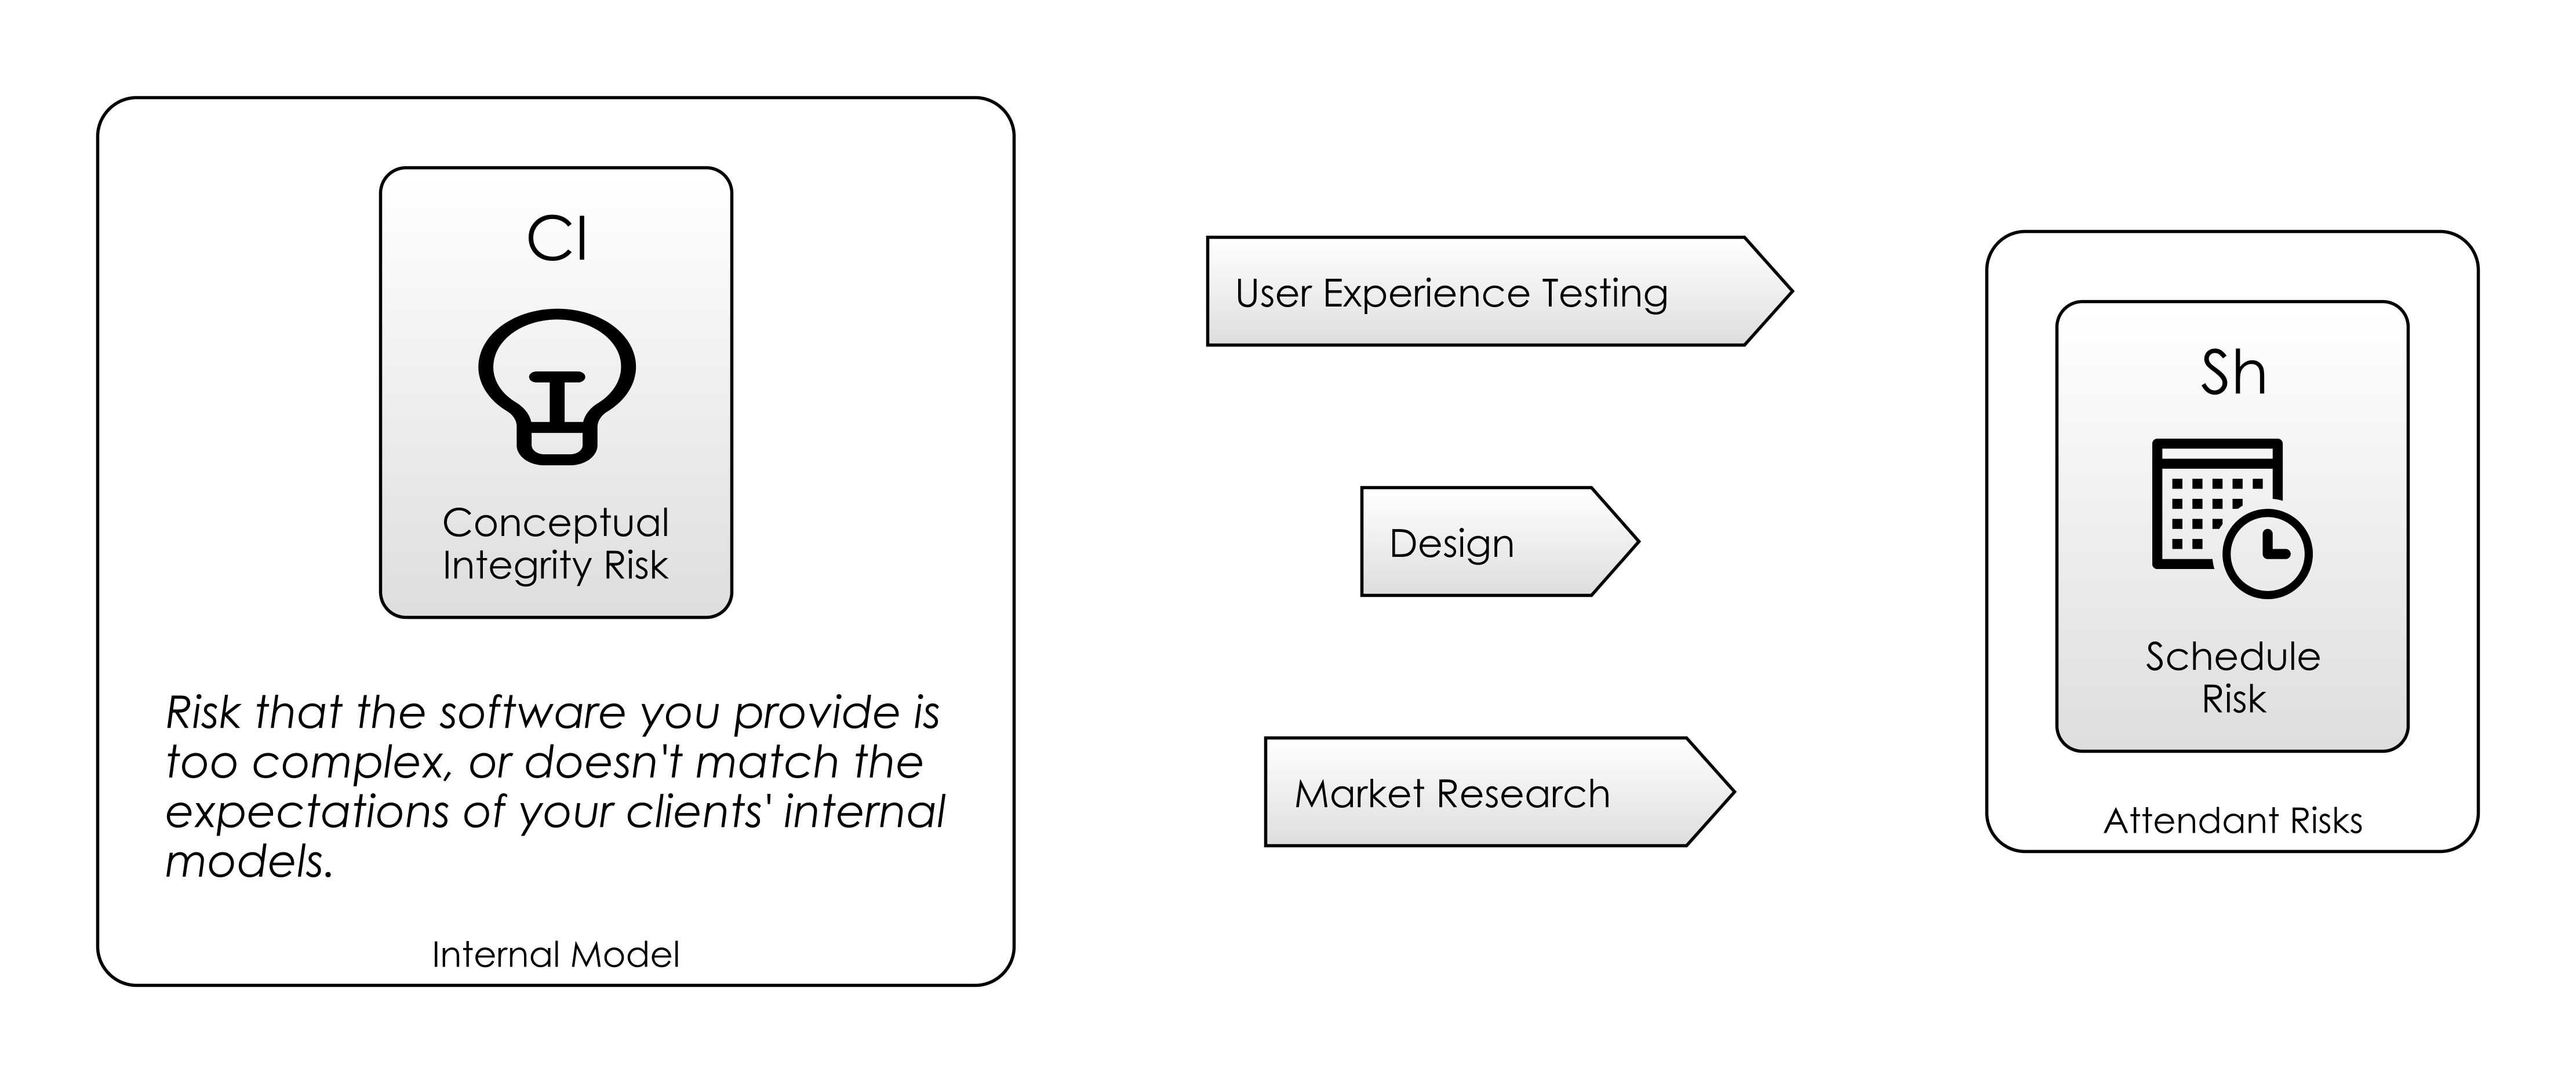 CI
Conceptual
Integrity Risk
Risk that the software you provide is
too complex, or doesn't match the
expectations of your clients' internal
models.
Internal Model
User Experience Testing
Design
Market Research
Sh
Schedule
Risk
Attendant Risks